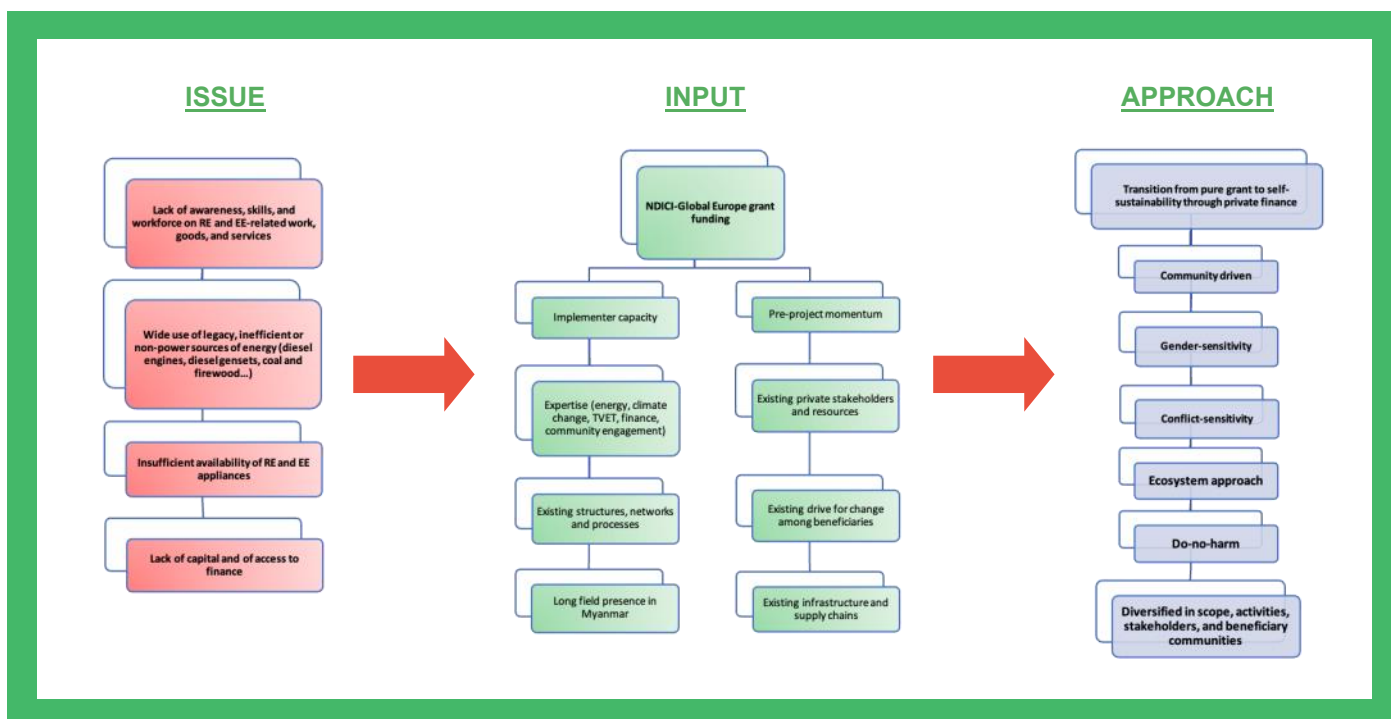 ISSUE
Lack of awareness, skills, and
workforce on RE and EE-related work,
goods, and services
Wide use of legacy, inefficient or
non-power sources of energy (diesel
engines, diesel gensets, coal and
firewood…)
Insufficient availability of RE and EE
appliances
Lack of capital and of access to
finance
INPUT
NDICI-Global Europe grant
funding
Implementer capacity
Expertise (energy, climate
change, TVET, finance,
community engagement)
Existing structures, networks
and processes
Long field presence in
Myanmar
Pre-project momentum
Existing private stakeholders
and resources
Existing drive for change
among beneficiaries
Existing infrastructure and
supply chains
APPROACH
Transition from pure grant to self-
sustainability through private finance
Community driven
Gender-sensitivity
Conflict-sensitivity
Ecosystem approach
Do-no-harm
Diversified in scope, activities,
stakeholders, and beneficiary
communities